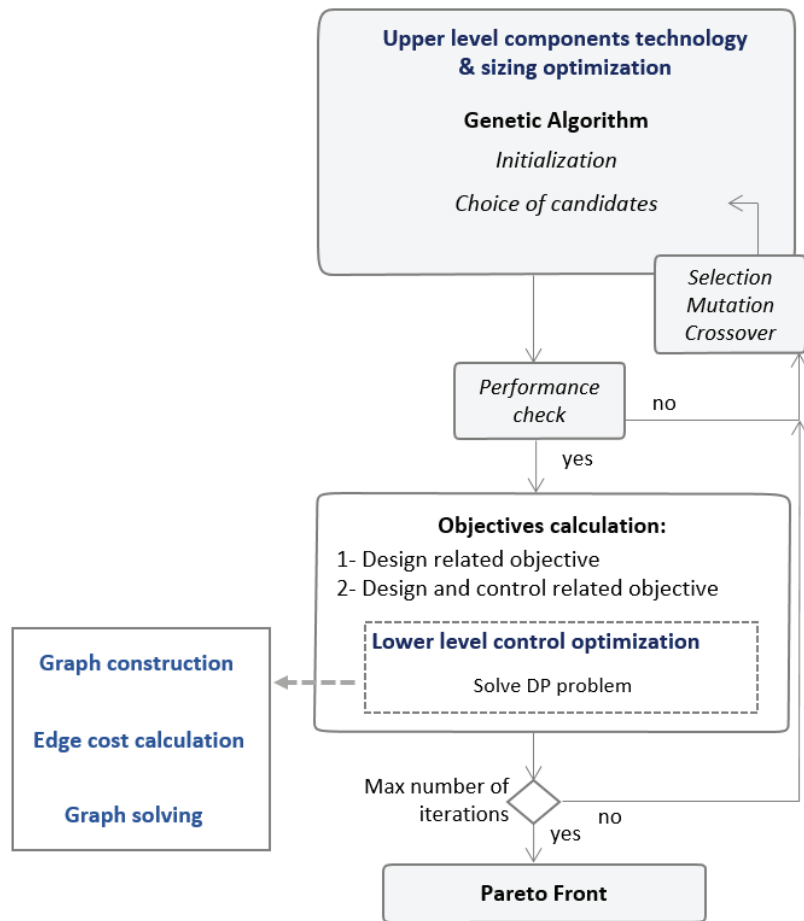 Upper level components technology
& sizing optimization
Genetic Algorithm
Initialization
Choice of candidates
Selection
Mutation
Crossover
Performance
check
no
yes
Objectives calculation:
1- Design related objective
2- Design and control related objective
Lower level control optimization
Solve DP problem
Graph construction
Edge cost calculation
Graph solving
Max number of
iterations
no
yes
Pareto Front